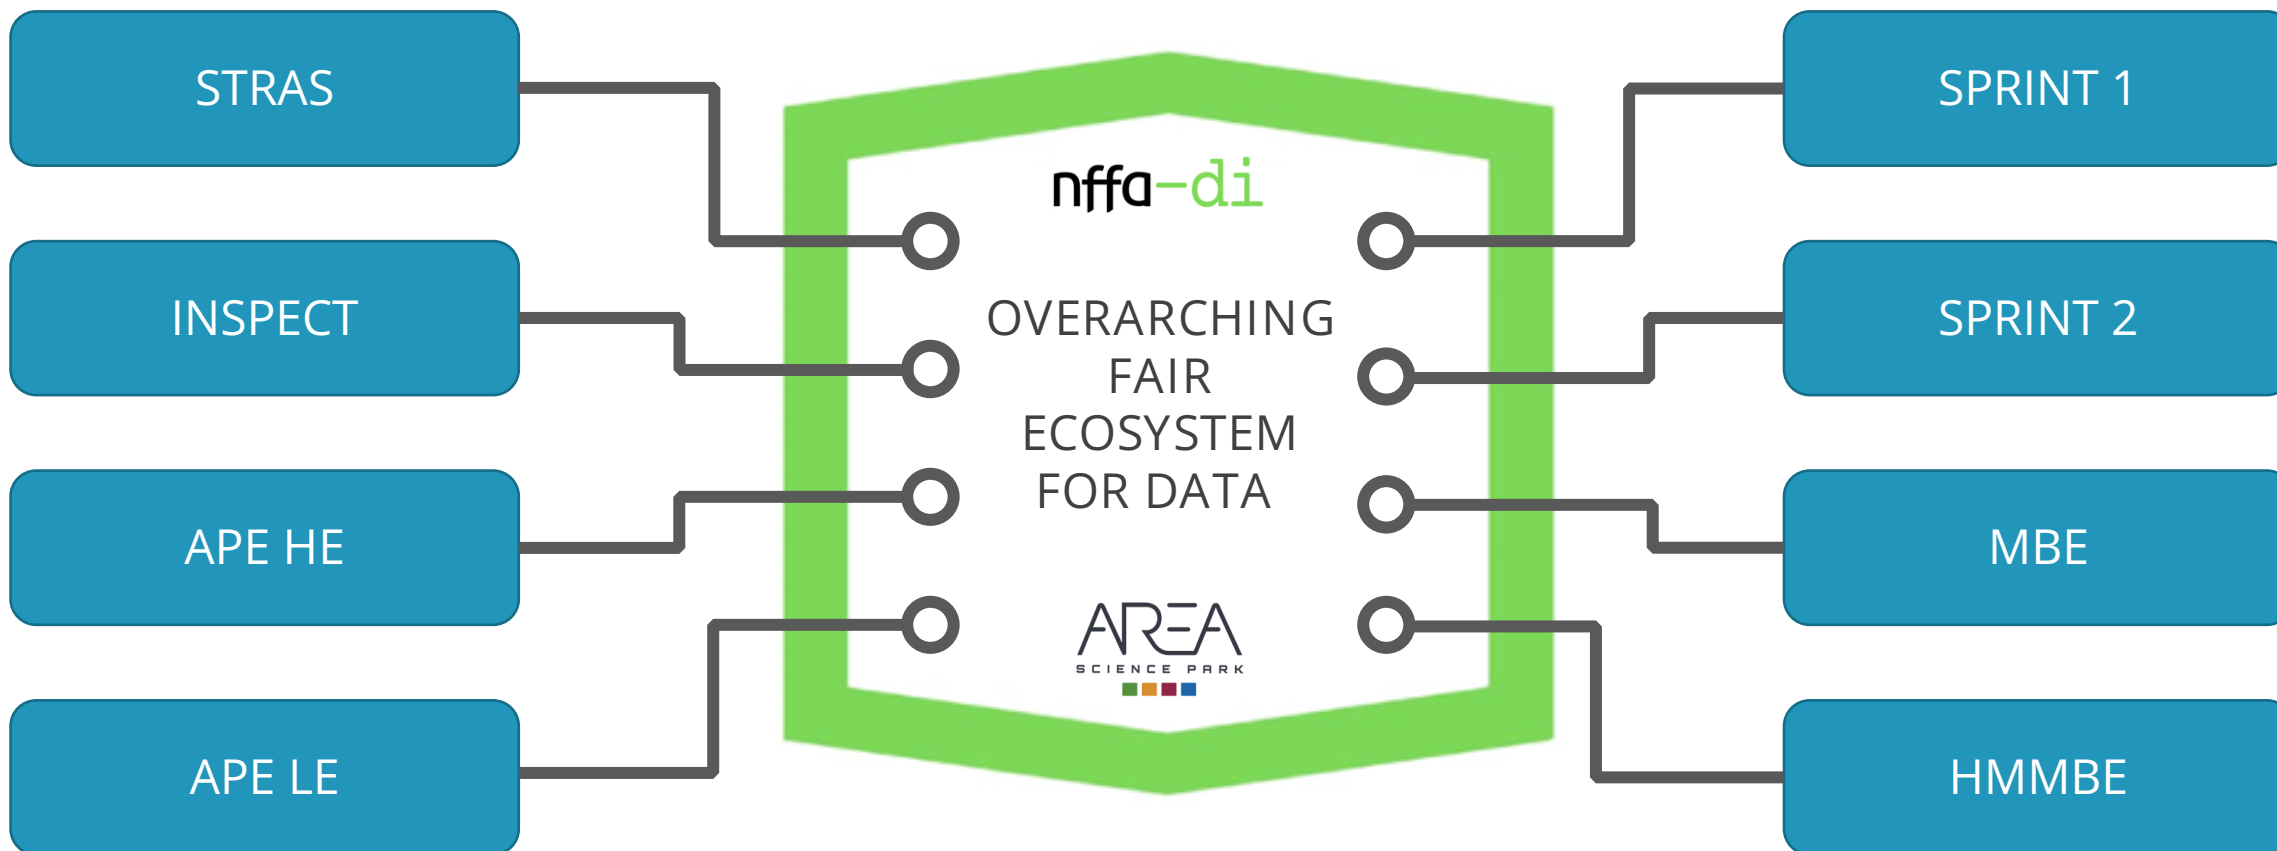 STRAS
INSPECT
APE HE
APE LE
nffa-di
OVERARCHING
FAIR
ECOSYSTEM
FOR DATA
AREA
SCIENCE PARK
SPRINT 1
SPRINT 2
MBE
HMMBE